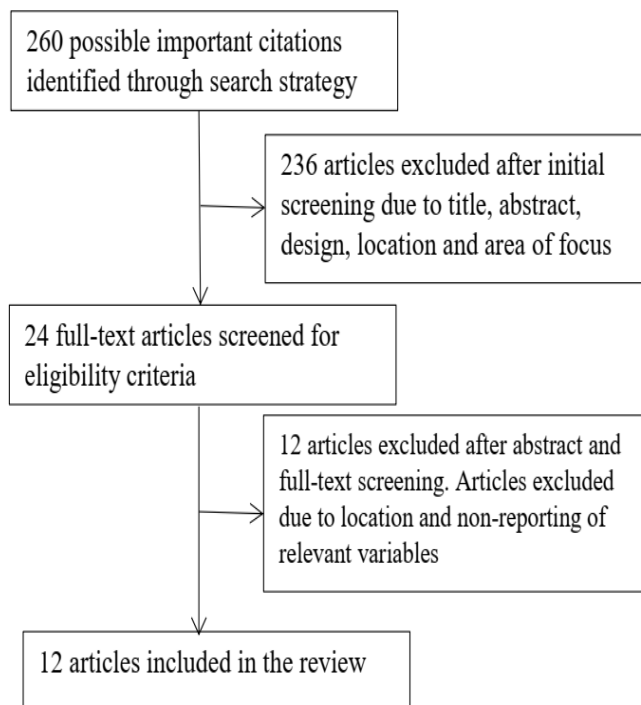 260 possible important citations
identified through search strategy
236 articles excluded after initial
screening due to title, abstract,
design, location and area of focus
24 full-text articles screened for
eligibility criteria
12 articles excluded after abstract and
full-text screening. Articles excluded
due to location and non-reporting of
relevant variables
12 articles included in the review